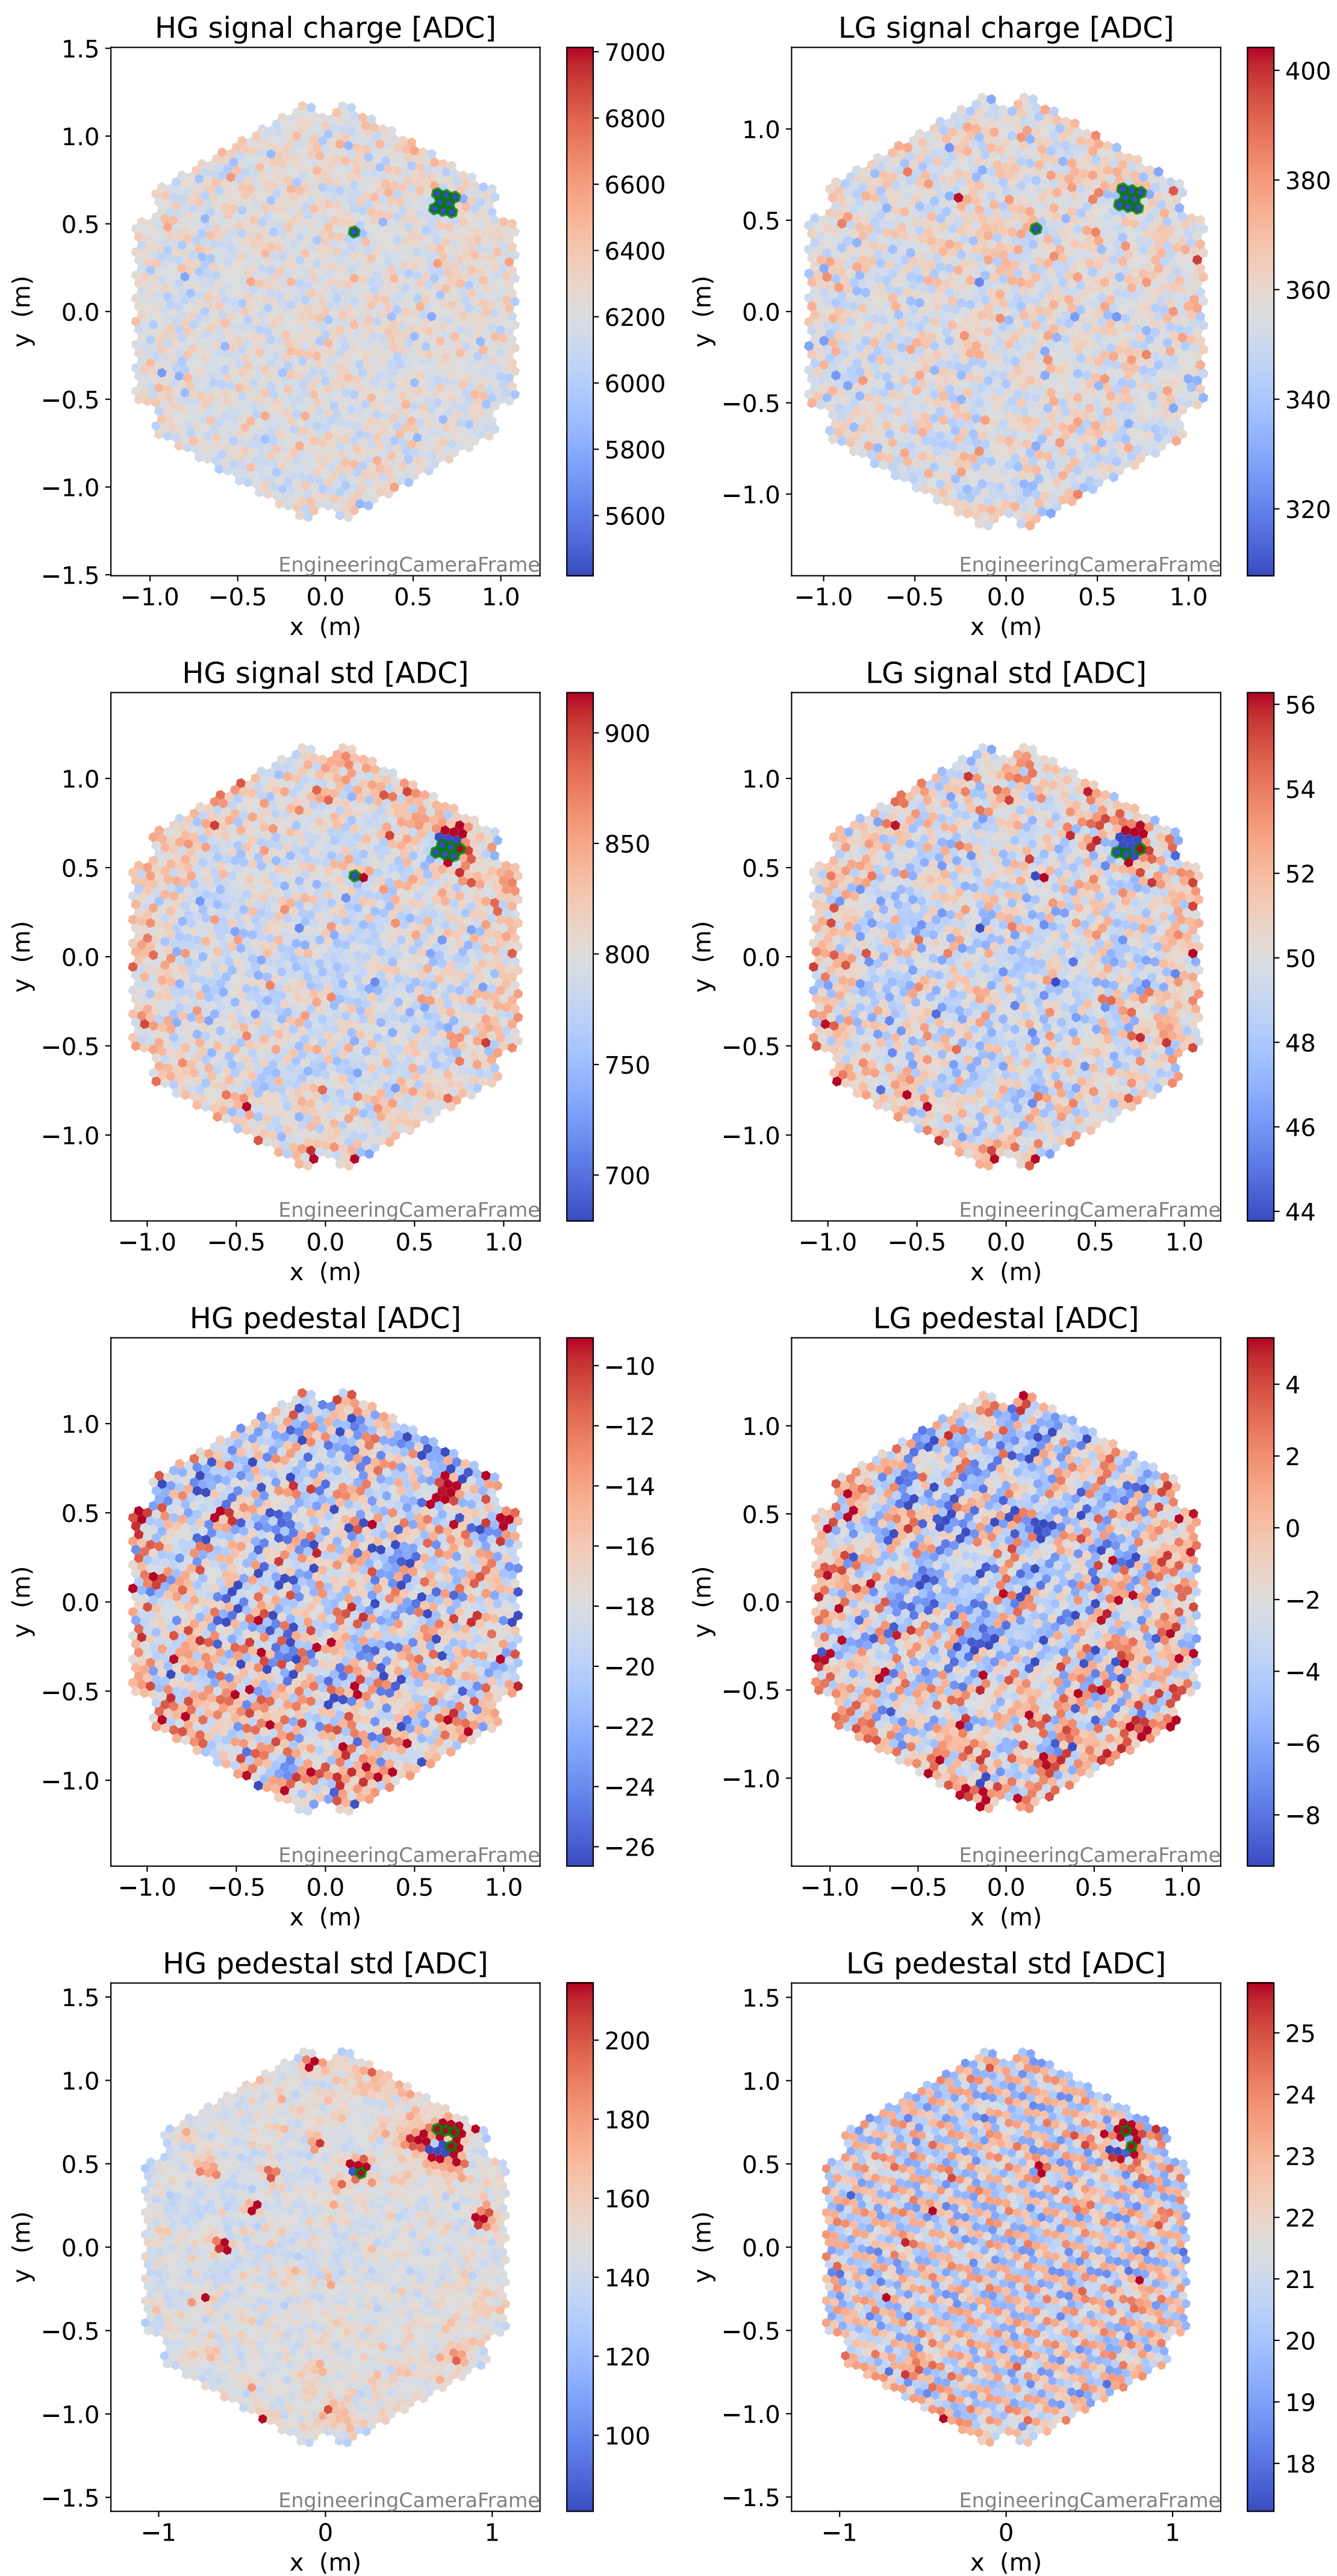 HG signal charge [ADC]
1.5
1.0
0.5
0.0
−0.5
−1.0
−1.5
y (m)
−1.0 −0.5 0.0 0.5 1.0
x (m)
EngineeringCameraFrame
7000
6800
6600
6400
6200
6000
5800
5600
LG signal charge [ADC]
1.0
0.5
0.0
−0.5
−1.0
y (m)
−1.0 −0.5 0.0 0.5 1.0
x (m)
EngineeringCameraFrame
400
380
360
340
320
HG signal std [ADC]
1.0
0.5
0.0
−0.5
−1.0
y (m)
−1.0 −0.5 0.0 0.5 1.0
x (m)
EngineeringCameraFrame
900
850
800
750
700
LG signal std [ADC]
1.0
0.5
0.0
−0.5
−1.0
y (m)
−1.0 −0.5 0.0 0.5 1.0
x (m)
EngineeringCameraFrame
56
54
52
50
48
46
44
HG pedestal [ADC]
1.0
0.5
0.0
−0.5
−1.0
y (m)
−1.0 −0.5 0.0 0.5 1.0
x (m)
EngineeringCameraFrame
−10
−12
−14
−16
−18
−20
−22
−24
−26
LG pedestal [ADC]
1.0
0.5
0.0
−0.5
−1.0
y (m)
−1.0 −0.5 0.0 0.5 1.0
x (m)
EngineeringCameraFrame
4
2
0
−2
−4
−6
−8
HG pedestal std [ADC]
1.5
1.0
0.5
0.0
−0.5
−1.0
−1.5
y (m)
−1 0 1
x (m)
EngineeringCameraFrame
200
180
160
140
120
100
LG pedestal std [ADC]
1.5
1.0
0.5
0.0
−0.5
−1.0
−1.5
y (m)
−1 0 1
x (m)
EngineeringCameraFrame
25
24
23
22
21
20
19
18